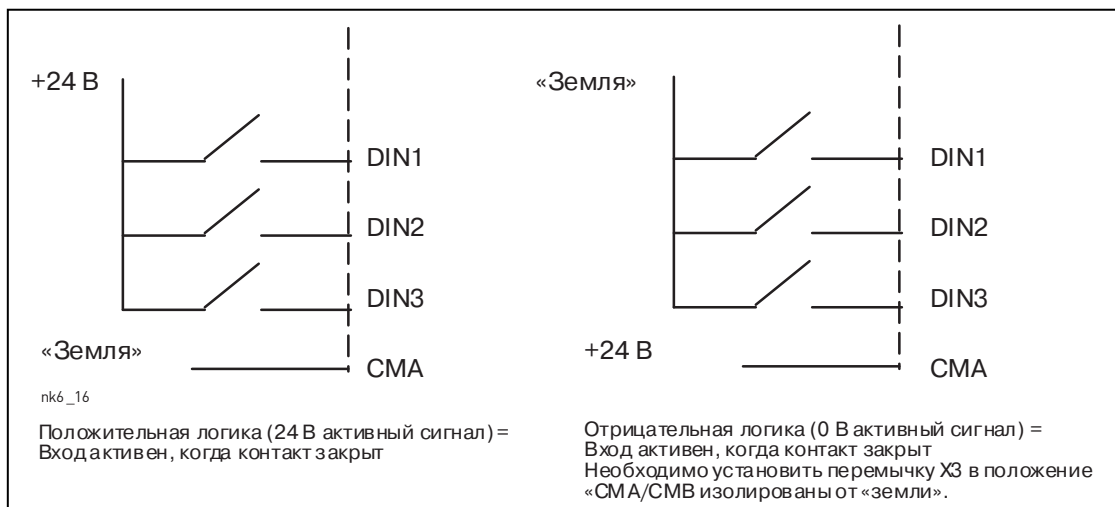 +24 В
DIN1
DIN2
DIN3
«Земля»
CMA
nk6_16
Положительная логика (24 В активный сигнал) =
Вход активен, когда контакт закрыт
«Земля»
DIN1
DIN2
DIN3
+24 В
CMA
Отрицательная логика (0 В активный сигнал) =
Вход активен, когда контакт закрыт
Необходимо установить перемычку X3 в положение
«СМА/СМВ изолированы от «земли».